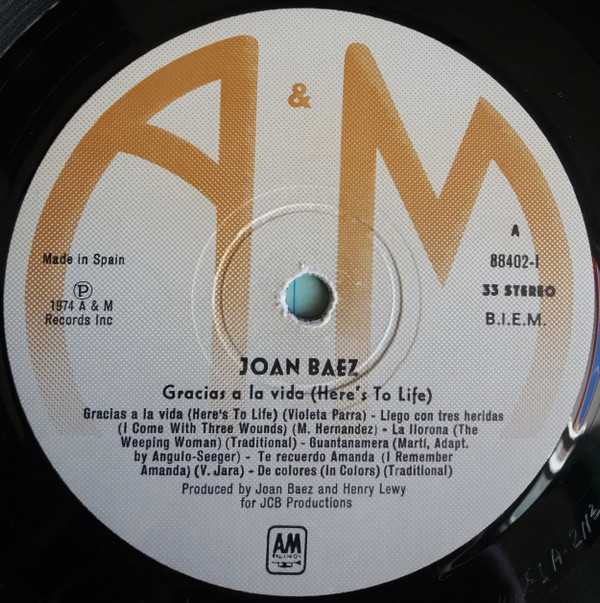 A & M
A
88402-I
33 STEREO
B.I.E.M.
Made in Spain
Ⓟ
1974 A & M
Records Inc
JOAN BAEZ
Gracias a la vida (Here's To Life)
Gracias a la vida (Here's To Life) (Violeta Parra) - Llego con tres heridas
(I Come With Three Wounds) (M. Hernandez) - La llorona (The
Weeping Woman) (Traditional) - Guantanamera (Martí, Adapt.
by Angulo-Seeger) - Te recuerdo Amanda (I Remember
Amanda) (V. Jara) - De colores (In Colors) (Traditional)
Produced by Joan Baez and Henry Lewy
for JCB Productions
AM
RECORDS